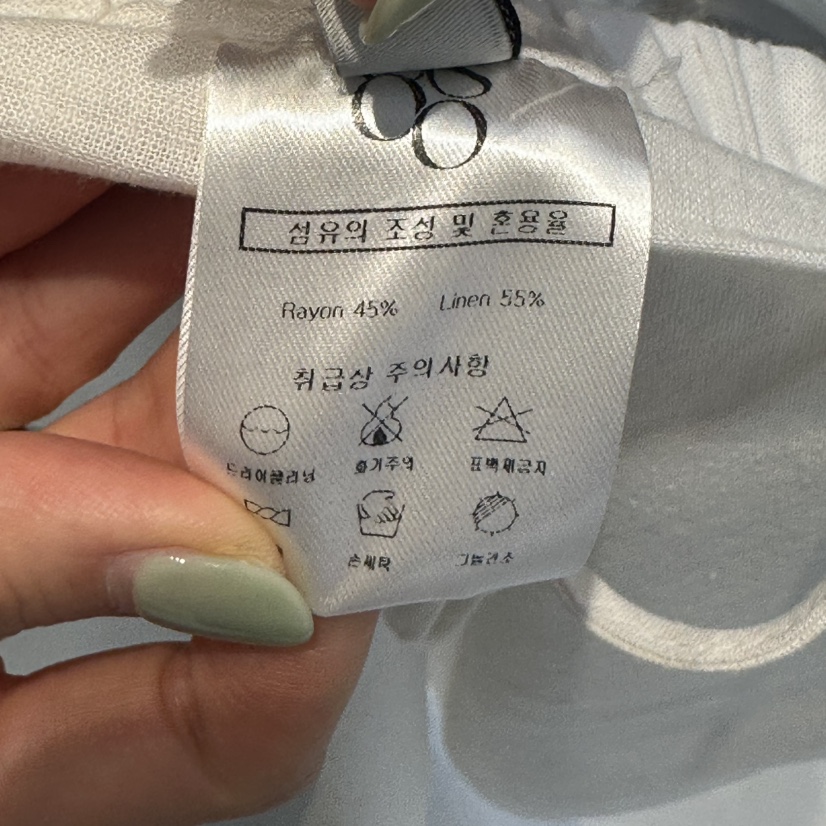 섬유의 조성 및 혼용율
Rayon 45% Linen 55%
취급상 주의사항
드라이클리닝 화기주의 표백제금지
손세탁 그늘건조